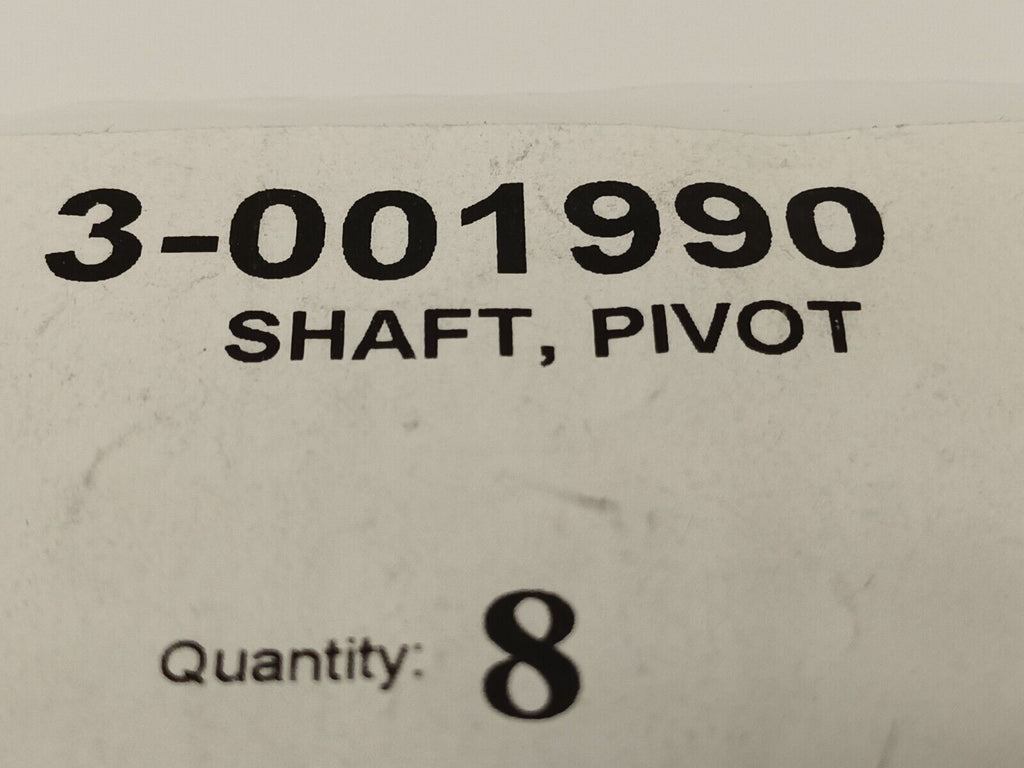 3-001990
SHAFT, PIVOT
Quantity: 8